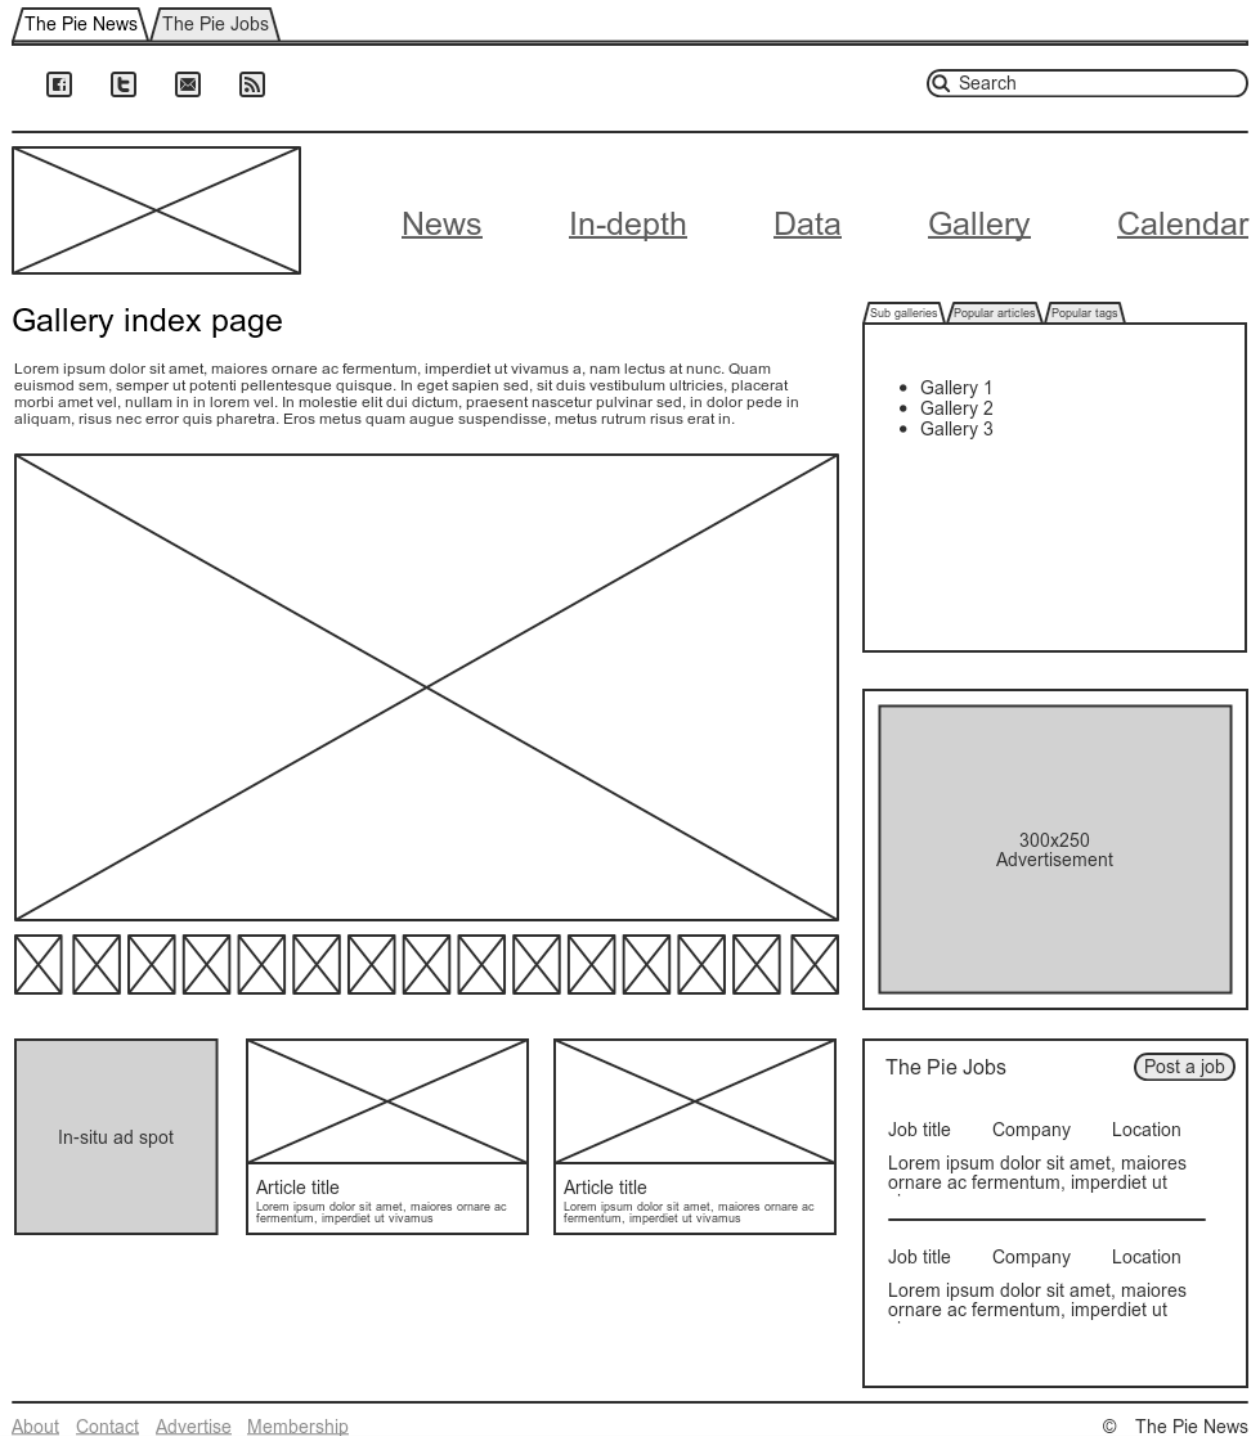 The Pie News
The Pie Jobs
Search
News
In-depth
Data
Gallery
Calendar
Gallery index page
Lorem ipsum dolor sit amet, maiores ornare ac fermentum, imperdiet ut vivamus a, nam lectus at nunc. Quam
euismod sem, semper ut potenti pellentesque quisque. In eget sapien sed, sit duis vestibulum ultricies, placerat
morbi amet vel, nullam in in lorem vel. In molestie elit dui dictum, praesent nascetur pulvinar sed, in dolor pede in
aliquam, risus nec error quis pharetra. Eros metus quam augue suspendisse, metus rutrum risus erat in.
Sub galleries
Popular articles
Popular tags
Gallery 1
Gallery 2
Gallery 3
300x250
Advertisement
In-situ ad spot
Article title
Lorem ipsum dolor sit amet, maiores ornare ac
fermentum, imperdiet ut vivamus
Article title
Lorem ipsum dolor sit amet, maiores ornare ac
fermentum, imperdiet ut vivamus
The Pie Jobs
Post a job
Job title Company Location
Lorem ipsum dolor sit amet, maiores
ornare ac fermentum, imperdiet ut
Job title Company Location
Lorem ipsum dolor sit amet, maiores
ornare ac fermentum, imperdiet ut
About Contact Advertise Membership
© The Pie News